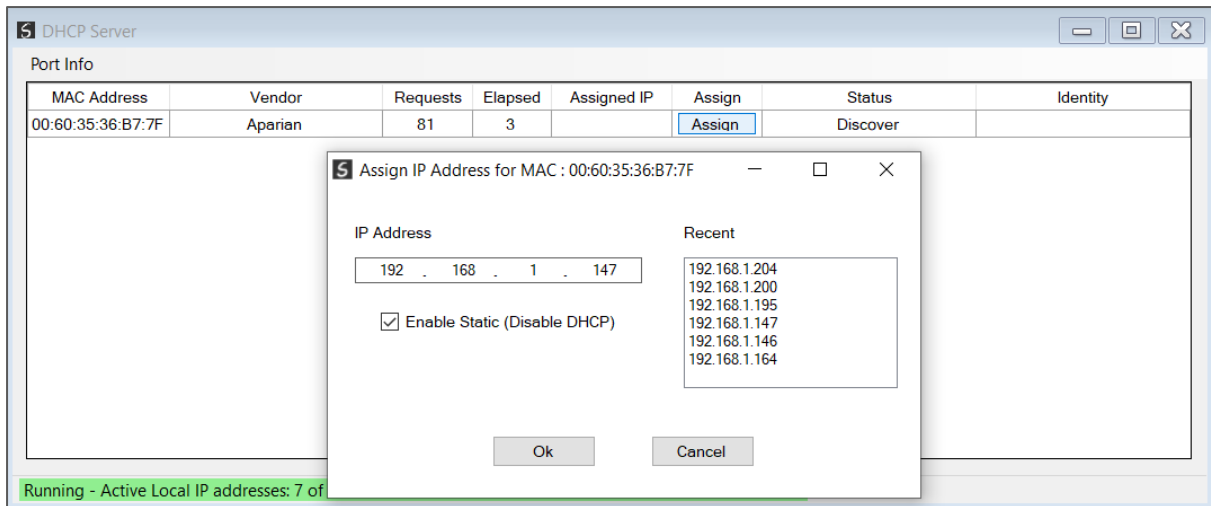 DHCP Server
Port Info
MAC Address Vendor Requests Elapsed Assigned IP Assign Status Identity
00:60:35:36:B7:7F Aparian 81 3 Assign Discover
Assign IP Address for MAC : 00:60:35:36:B7:7F
IP Address Recent
192 . 168 . 1 . 147
192.168.1.204
192.168.1.200
192.168.1.195
Enable Static (Disable DHCP)
192.168.1.147
192.168.1.146
192.168.1.164
Ok Cancel
Running - Active Local IP addresses: 7 of